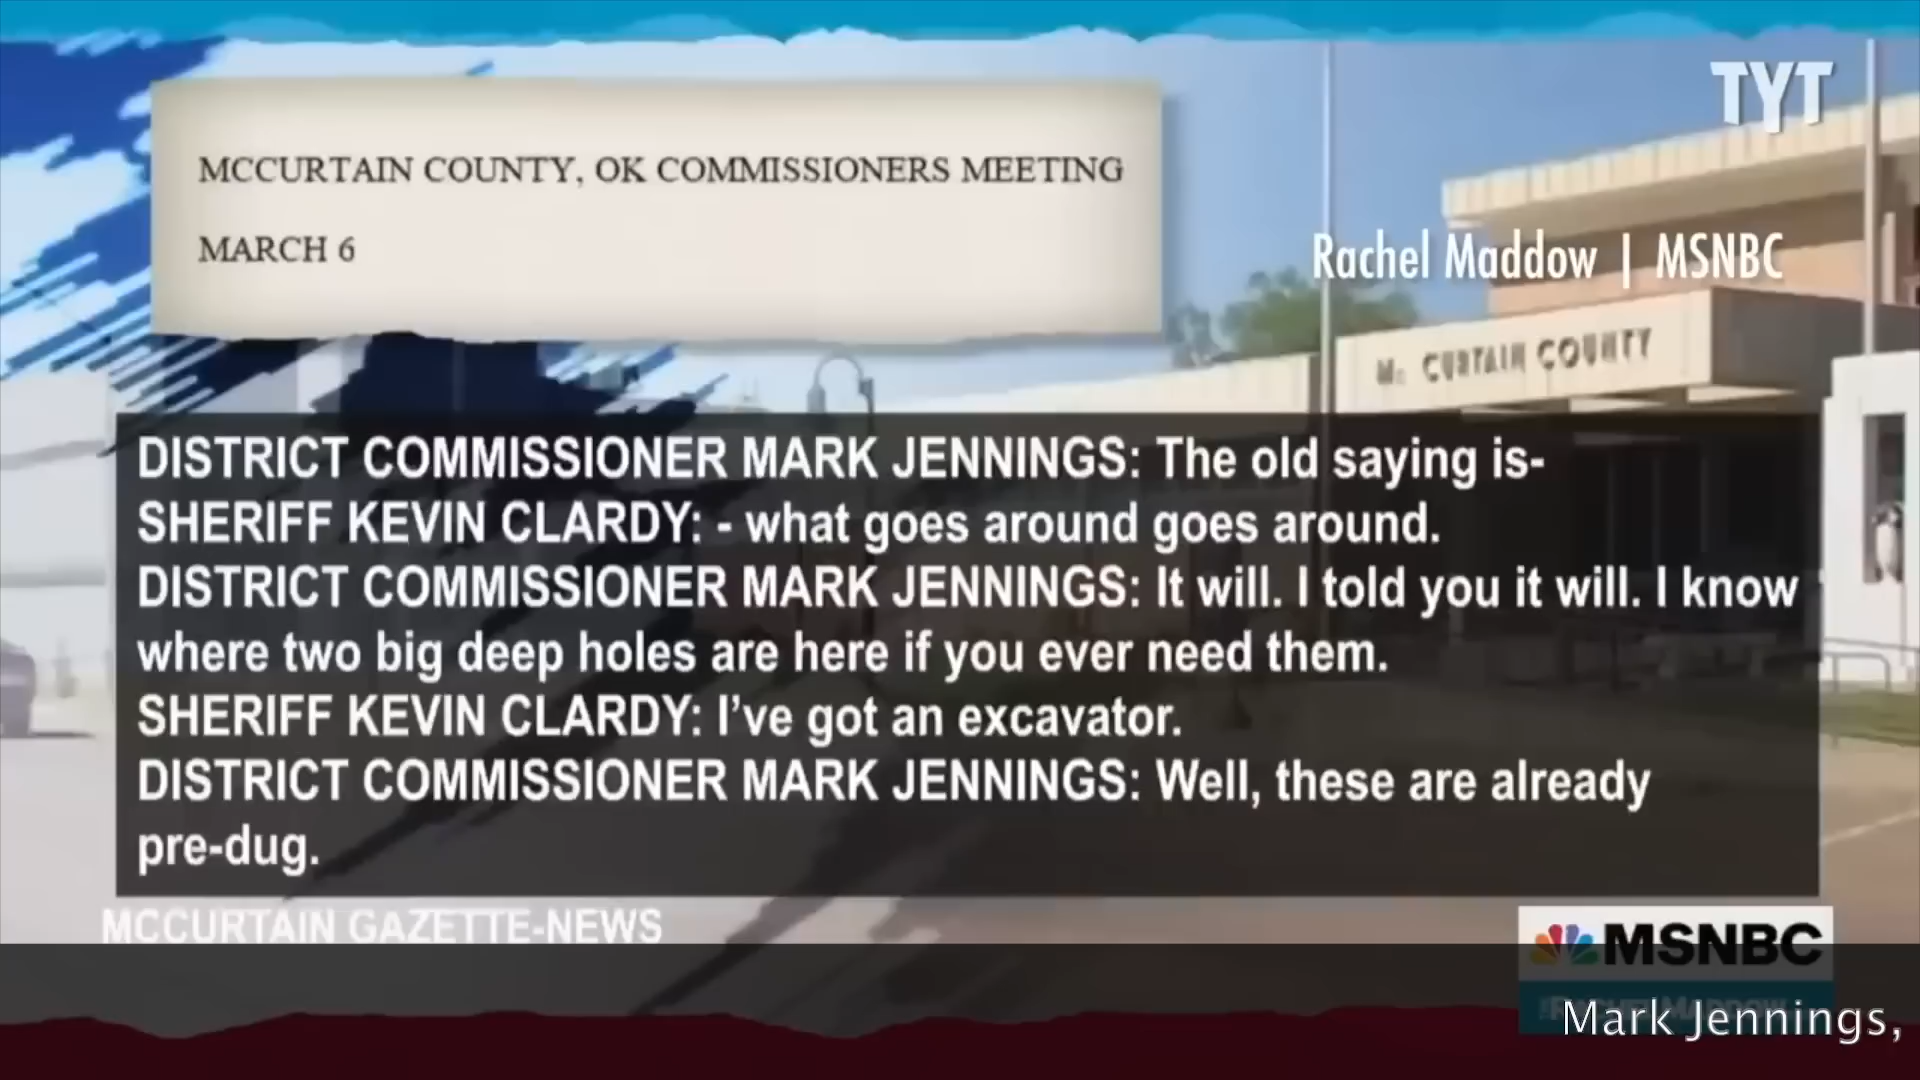 TYT
MCCURTAIN COUNTY, OK COMMISSIONERS MEETING
MARCH 6
Rachel Maddow | MSNBC
Mc CURTAIN COUNTY
DISTRICT COMMISSIONER MARK JENNINGS: The old saying is-
SHERIFF KEVIN CLARDY: - what goes around goes around.
DISTRICT COMMISSIONER MARK JENNINGS: It will. I told you it will. I know
where two big deep holes are here if you ever need them.
SHERIFF KEVIN CLARDY: I've got an excavator.
DISTRICT COMMISSIONER MARK JENNINGS: Well, these are already
pre-dug.
MCCURTAIN GAZETTE-NEWS
MSNBC
RACHEL MADDOW
Mark Jennings,